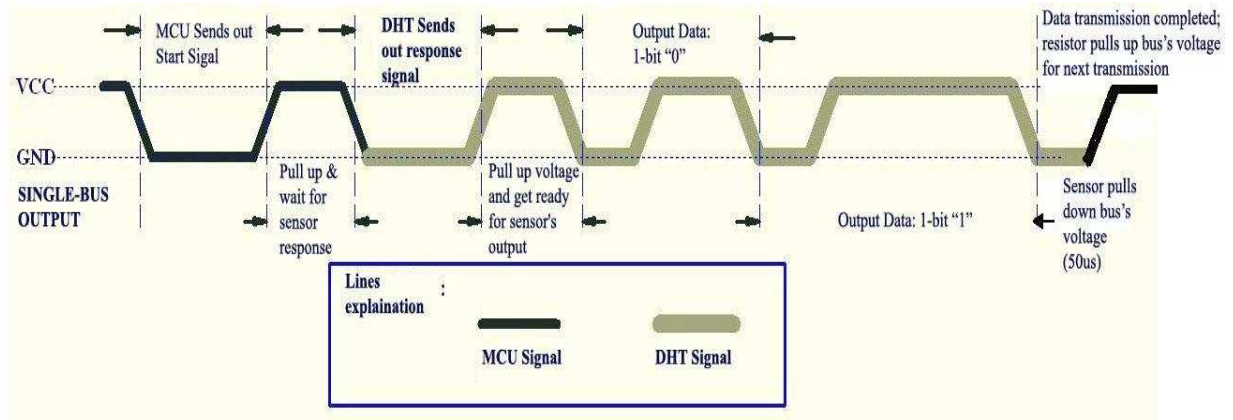 MCU Sends out
Start Sigal
DHT Sends
out response
signal
Output Data:
1-bit “0”
Data transmission completed;
resistor pulls up bus’s voltage
for next transmission
VCC
GND
SINGLE-BUS
OUTPUT
Pull up &
wait for
sensor
response
Pull up voltage
and get ready
for sensor's
output
Output Data: 1-bit “1”
Sensor pulls
down bus’s
voltage
(50us)
Lines
explaination :
MCU Signal
DHT Signal